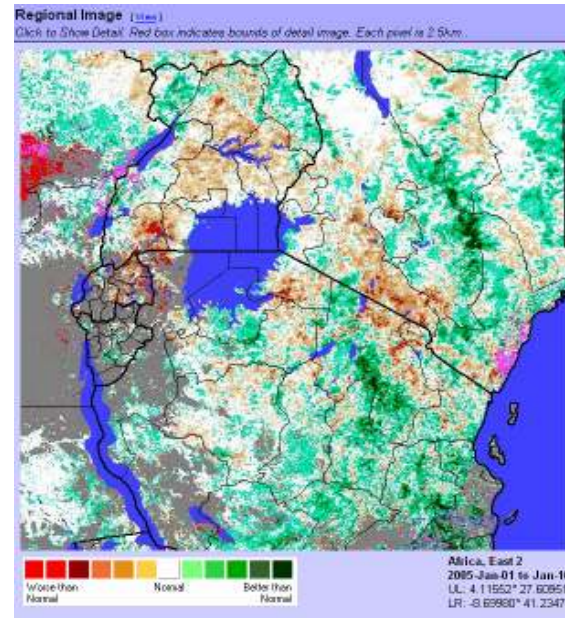 Regional Image [View]
Click to Show Detail. Red box indicates bounds of detail image. Each pixel is 2.5km.
Worse than Normal
Normal
Better than Normal
Africa, East 2
2005-Jan-01 to Jan-1
UL: 4.11552° 27.6095
LR: -8.69980° 41.2347